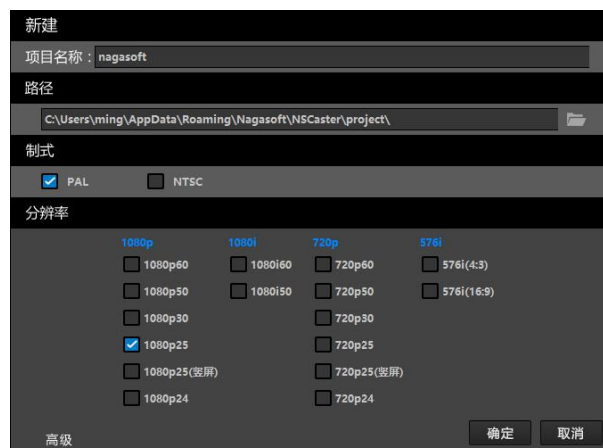 新建
项目名称：nagasoft
路径
C:\Users\ming\AppData\Roaming\Nagasoft\NSCaster\project\
制式
PAL NTSC
分辨率
1080p 1080i 720p 576i
1080p60 1080i60 720p60 576i(4:3)
1080p50 1080i50 720p50 576i(16:9)
1080p30 720p30
1080p25 720p25
1080p25(竖屏) 720p25(竖屏)
1080p24 720p24
高级 确定 取消